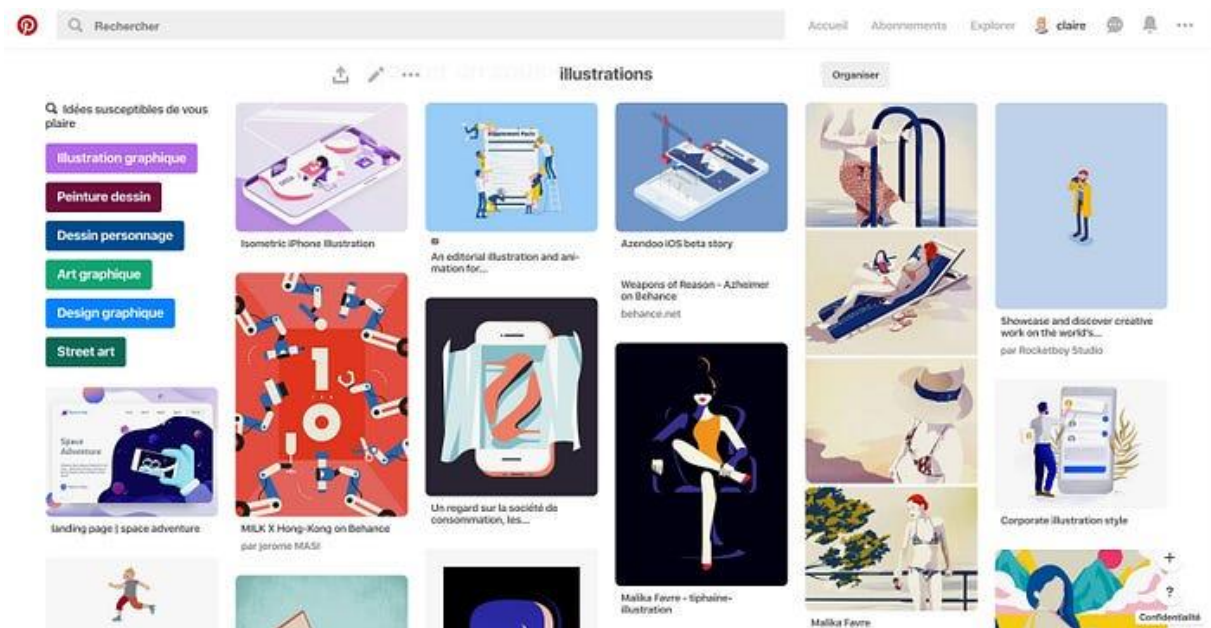 Rechercher
Accueil
Abonnements
Explorer
claire
illustrations
Organiser
Idées susceptibles de vous
plaire
Illustration graphique
Peinture dessin
Dessin personnage
Art graphique
Design graphique
Street art
Space
Adventure
landing page | space adventure
Isometric iPhone Illustration
10
MILK X Hong-Kong on Behance
par jerome MASI
An editorial illustration and ani-
mation for...
Un regard sur la société de
consommation, les...
Azendoo iOS beta story
Weapons of Reason - Azheimer
on Behance
behance.net
Malika Favre - tiphaine-
illustration
Malika Favre
Showcase and discover creative
work on the world's...
par Rocketboy Studio
Corporate illustration style
+
?
Confidentialité